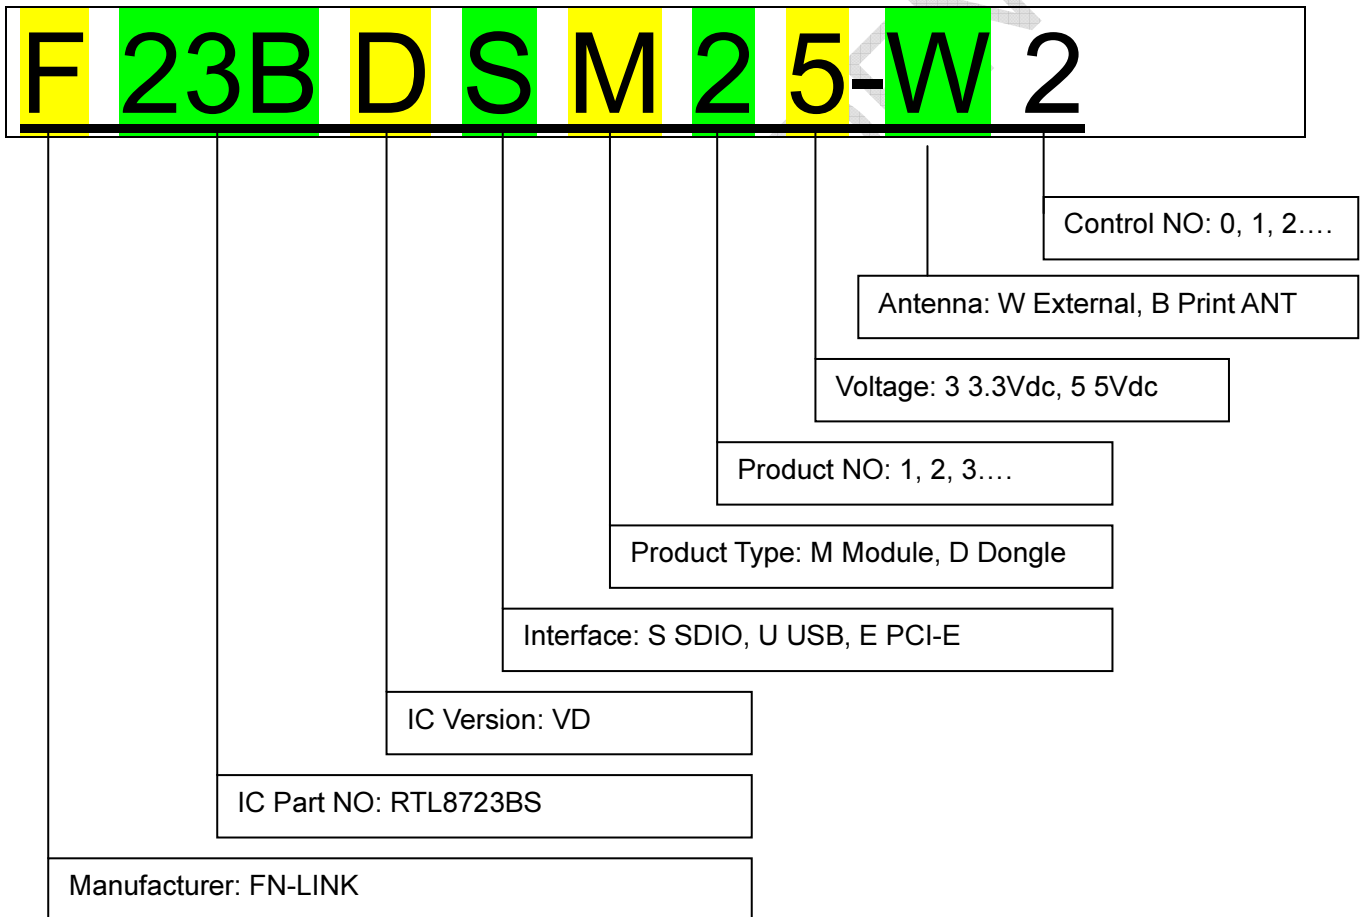 F 23B D S M 2 5-W 2
Control NO: 0, 1, 2….
Antenna: W External, B Print ANT
Voltage: 3 3.3Vdc, 5 5Vdc
Product NO: 1, 2, 3….
Product Type: M Module, D Dongle
Interface: S SDIO, U USB, E PCI-E
IC Version: VD
IC Part NO: RTL8723BS
Manufacturer: FN-LINK